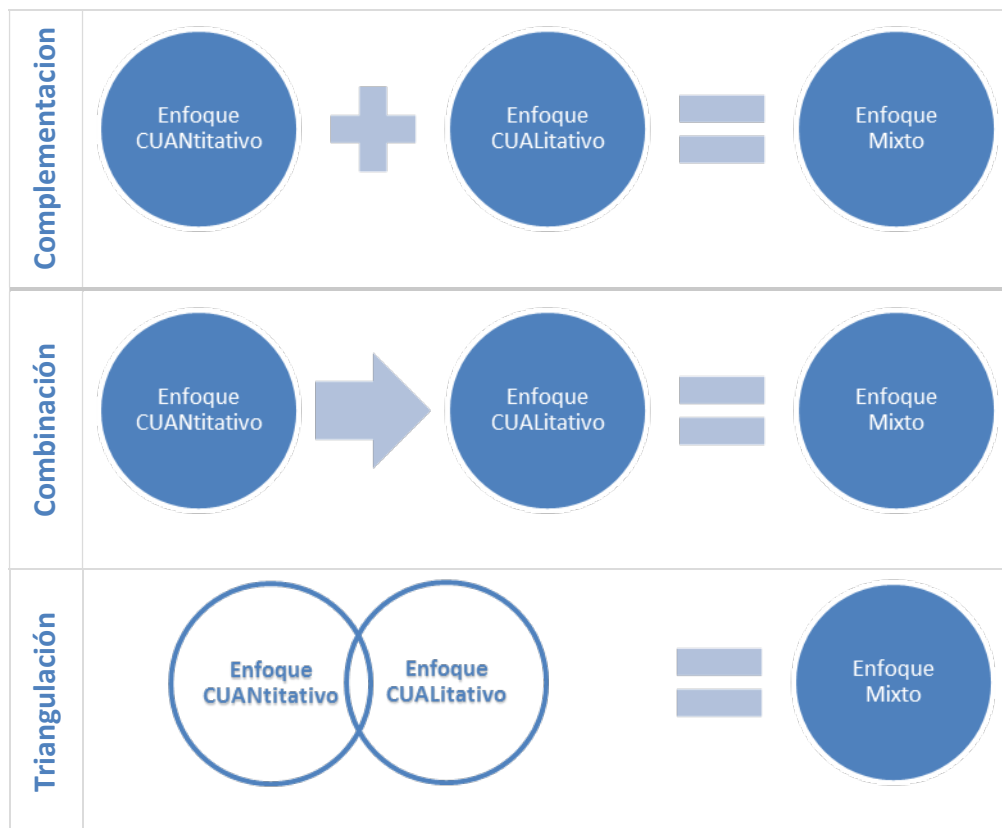 Complementacion
Enfoque
CUANtitativo
Enfoque
CUALitativo
Enfoque
Mixto
Combinación
Enfoque
CUANtitativo
Enfoque
CUALitativo
Enfoque
Mixto
Triangulación
Enfoque
CUANtitativo
Enfoque
CUALitativo
Enfoque
Mixto